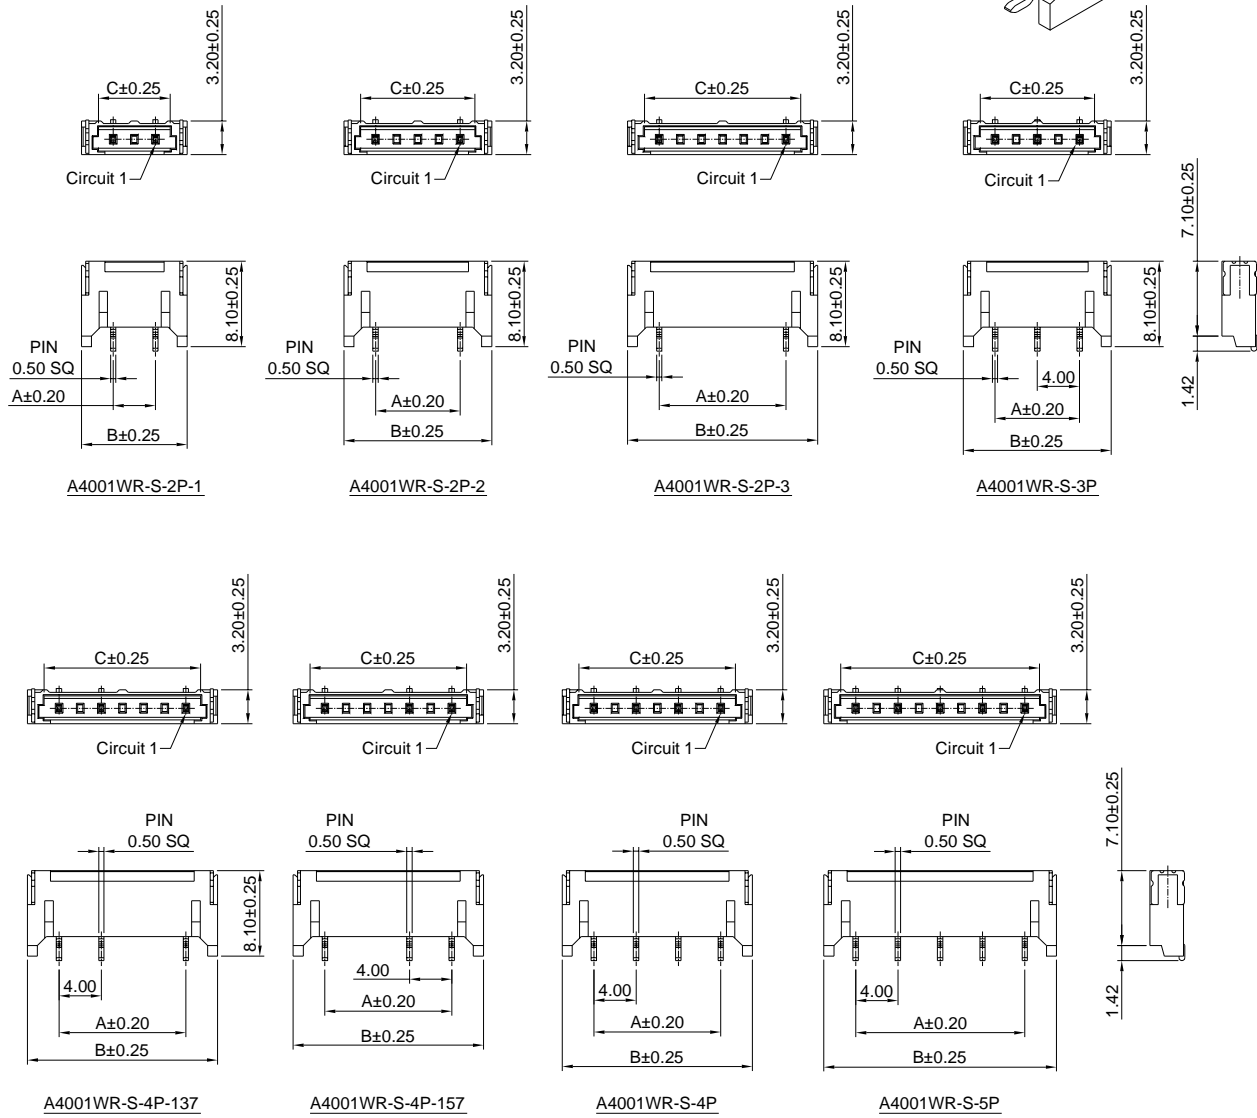 C±0.25
3.20±0.25
Circuit 1
C±0.25
3.20±0.25
Circuit 1
C±0.25
3.20±0.25
Circuit 1
C±0.25
3.20±0.25
Circuit 1
8.10±0.25
PIN
0.50 SQ
A±0.20
B±0.25
A4001WR-S-2P-1
8.10±0.25
PIN
0.50 SQ
A±0.20
B±0.25
A4001WR-S-2P-2
8.10±0.25
PIN
0.50 SQ
A±0.20
B±0.25
A4001WR-S-2P-3
8.10±0.25
PIN
0.50 SQ
4.00
A±0.20
B±0.25
A4001WR-S-3P
7.10±0.25
1.42
C±0.25
3.20±0.25
Circuit 1
C±0.25
3.20±0.25
Circuit 1
C±0.25
3.20±0.25
Circuit 1
C±0.25
3.20±0.25
Circuit 1
PIN
0.50 SQ
8.10±0.25
4.00
A±0.20
B±0.25
A4001WR-S-4P-137
PIN
0.50 SQ
4.00
A±0.20
B±0.25
A4001WR-S-4P-157
PIN
0.50 SQ
4.00
A±0.20
B±0.25
A4001WR-S-4P
PIN
0.50 SQ
4.00
A±0.20
B±0.25
A4001WR-S-5P
7.10±0.25
1.42